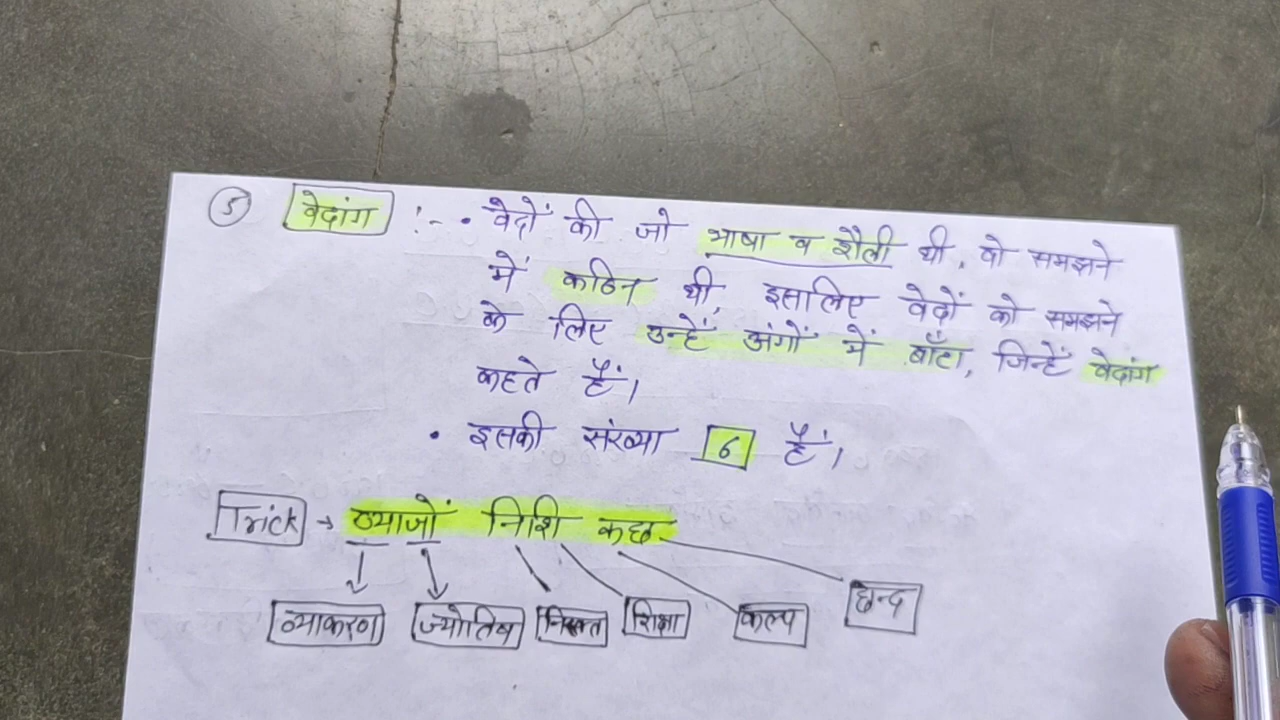 5 वेदांग :- • वेदों की जो भाषा व शैली थी, वो समझने
में कठिन थी, इसलिए वेदों को समझने
के लिए उन्हें अंगों में बाँटा, जिन्हें वेदांग
कहते हैं।
• इसकी संख्या 6 हैं।
Trick → व्याजों निशि कछ
व्याकरण ज्योतिष निरुक्त शिक्षा कल्प छन्द